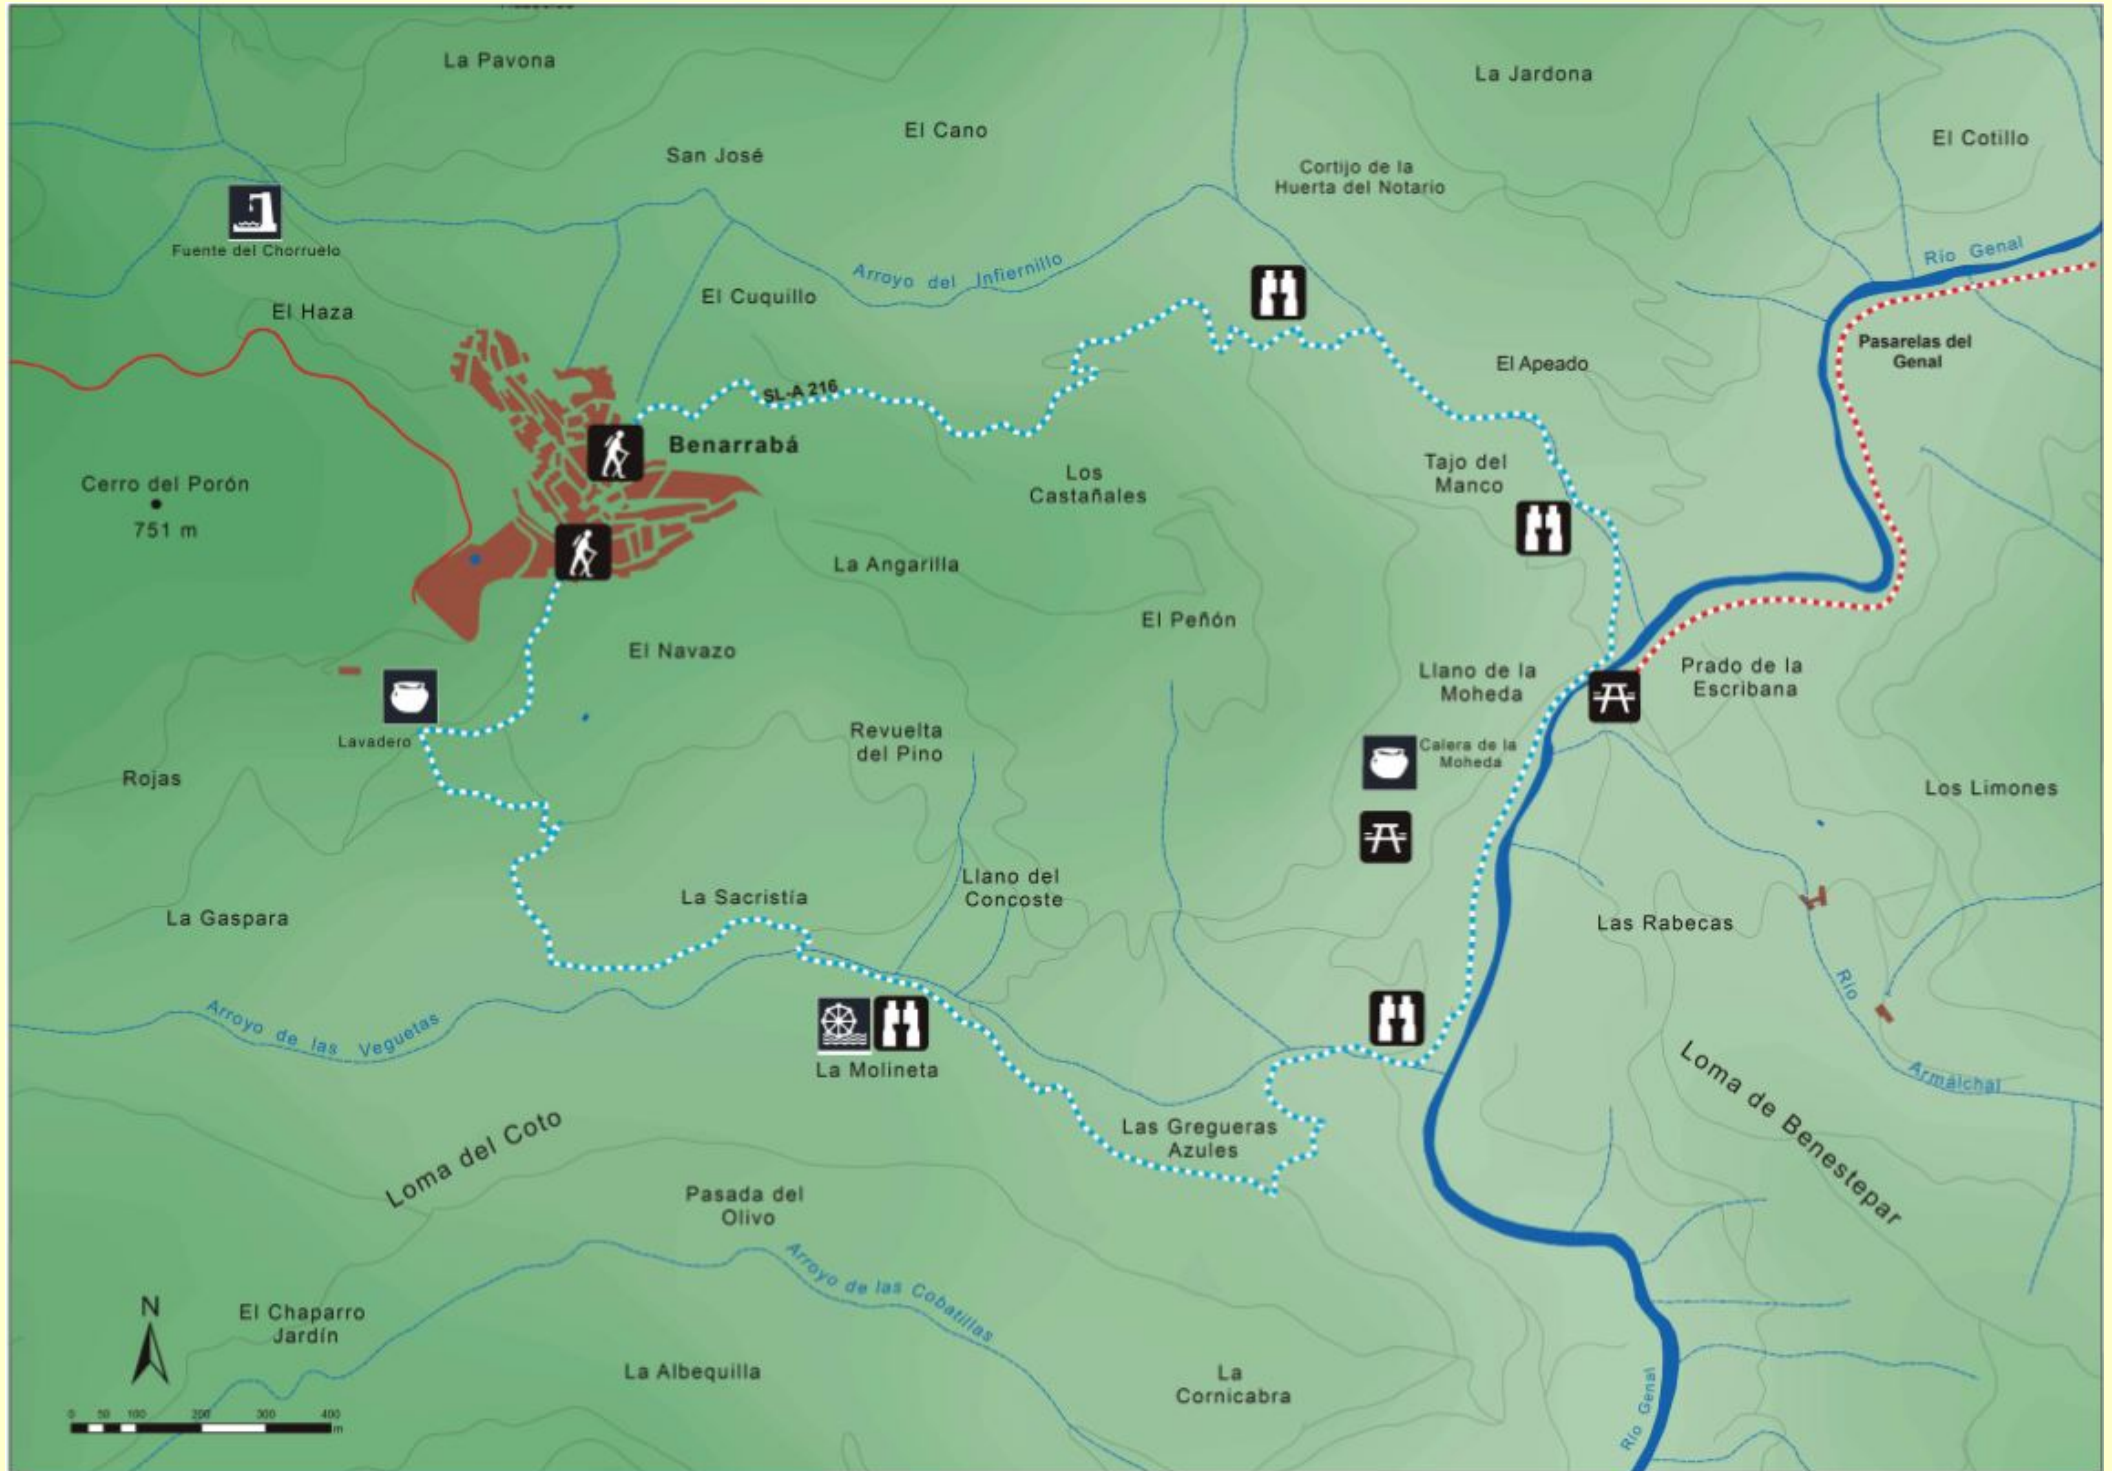 La Pavona
La Jardona
El Cano
El Cotillo
San José
Cortijo de la
Huerta del Notario
Fuente del Chorruelo
Río Genal
Arroyo del Infiernillo
El Cuquillo
El Haza
Pasarelas del
Genal
El Apeado
SL-A 216
Benarrabá
Cerro del Porón
751 m
Los
Castañales
Tajo del
Manco
La Angarilla
El Peñón
El Navazo
Llano de la
Moheda
Prado de la
Escribana
Lavadero
Revuelta
del Pino
Calera de la
Moheda
Rojas
Los Limones
La Gaspara
La Sacristía
Llano del
Concoste
Las Rabecas
Río
Armálchal
Arroyo de las Veguetas
La Molineta
Loma de Benestepar
Las Gregueras
Azules
Loma del Coto
Pasada del
Olivo
Arroyo de las Cobatillas
N
El Chaparro
Jardín
La Albequilla
La
Cornicabra
Río Genal
0 50 100 200 300 400
m